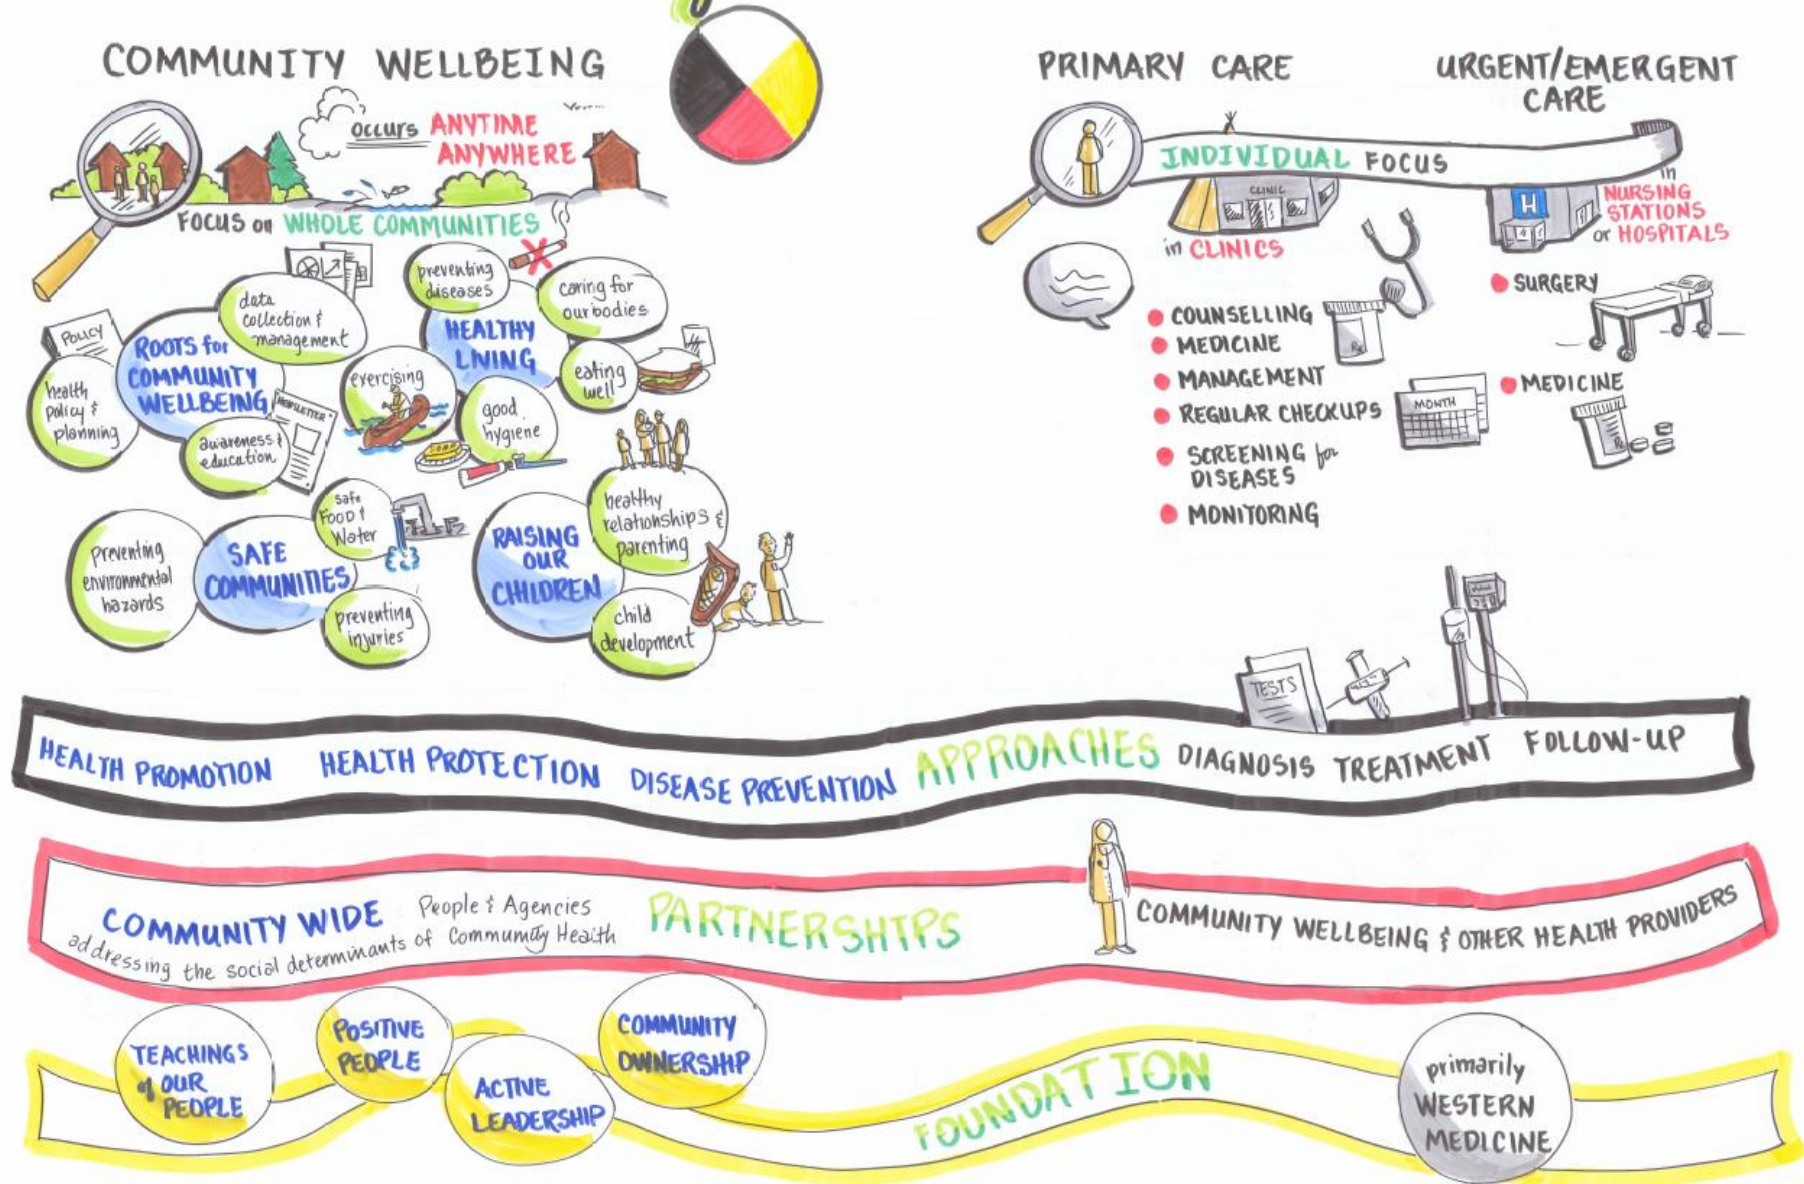 COMMUNITY WELLBEING
OCCURS ANYTIME
ANYWHERE
FOCUS on WHOLE COMMUNITIES
POLICY
health
policy &
planning
ROOTS for
COMMUNITY
WELLBEING
data
collection &
management
awareness &
education
NEWSLETTER
preventing
diseases
HEALTHY
LIVING
caring for
our bodies
exercising
eating
well
good
hygiene
SOAP
preventing
environmental
hazards
SAFE
COMMUNITIES
safe
Food &
Water
preventing
injuries
RAISING
OUR
CHILDREN
healthy
relationships &
parenting
child
development
PRIMARY CARE
URGENT/EMERGENT
CARE
INDIVIDUAL FOCUS
CLINIC
in CLINICS
H
in
NURSING
STATIONS
or HOSPITALS
COUNSELLING
MEDICINE
MANAGEMENT
REGULAR CHECKUPS
SCREENING for
DISEASES
MONITORING
Rx
MONTH
SURGERY
MEDICINE
Rx
TESTS
HEALTH PROMOTION HEALTH PROTECTION DISEASE PREVENTION APPROACHES DIAGNOSIS TREATMENT FOLLOW-UP
COMMUNITY WIDE People & Agencies
addressing the social determinants of Community Health
PARTNERSHIPS
COMMUNITY WELLBEING & OTHER HEALTH PROVIDERS
TEACHINGS
of OUR
PEOPLE
POSITIVE
PEOPLE
ACTIVE
LEADERSHIP
COMMUNITY
OWNERSHIP
FOUNDATION
primarily
WESTERN
MEDICINE